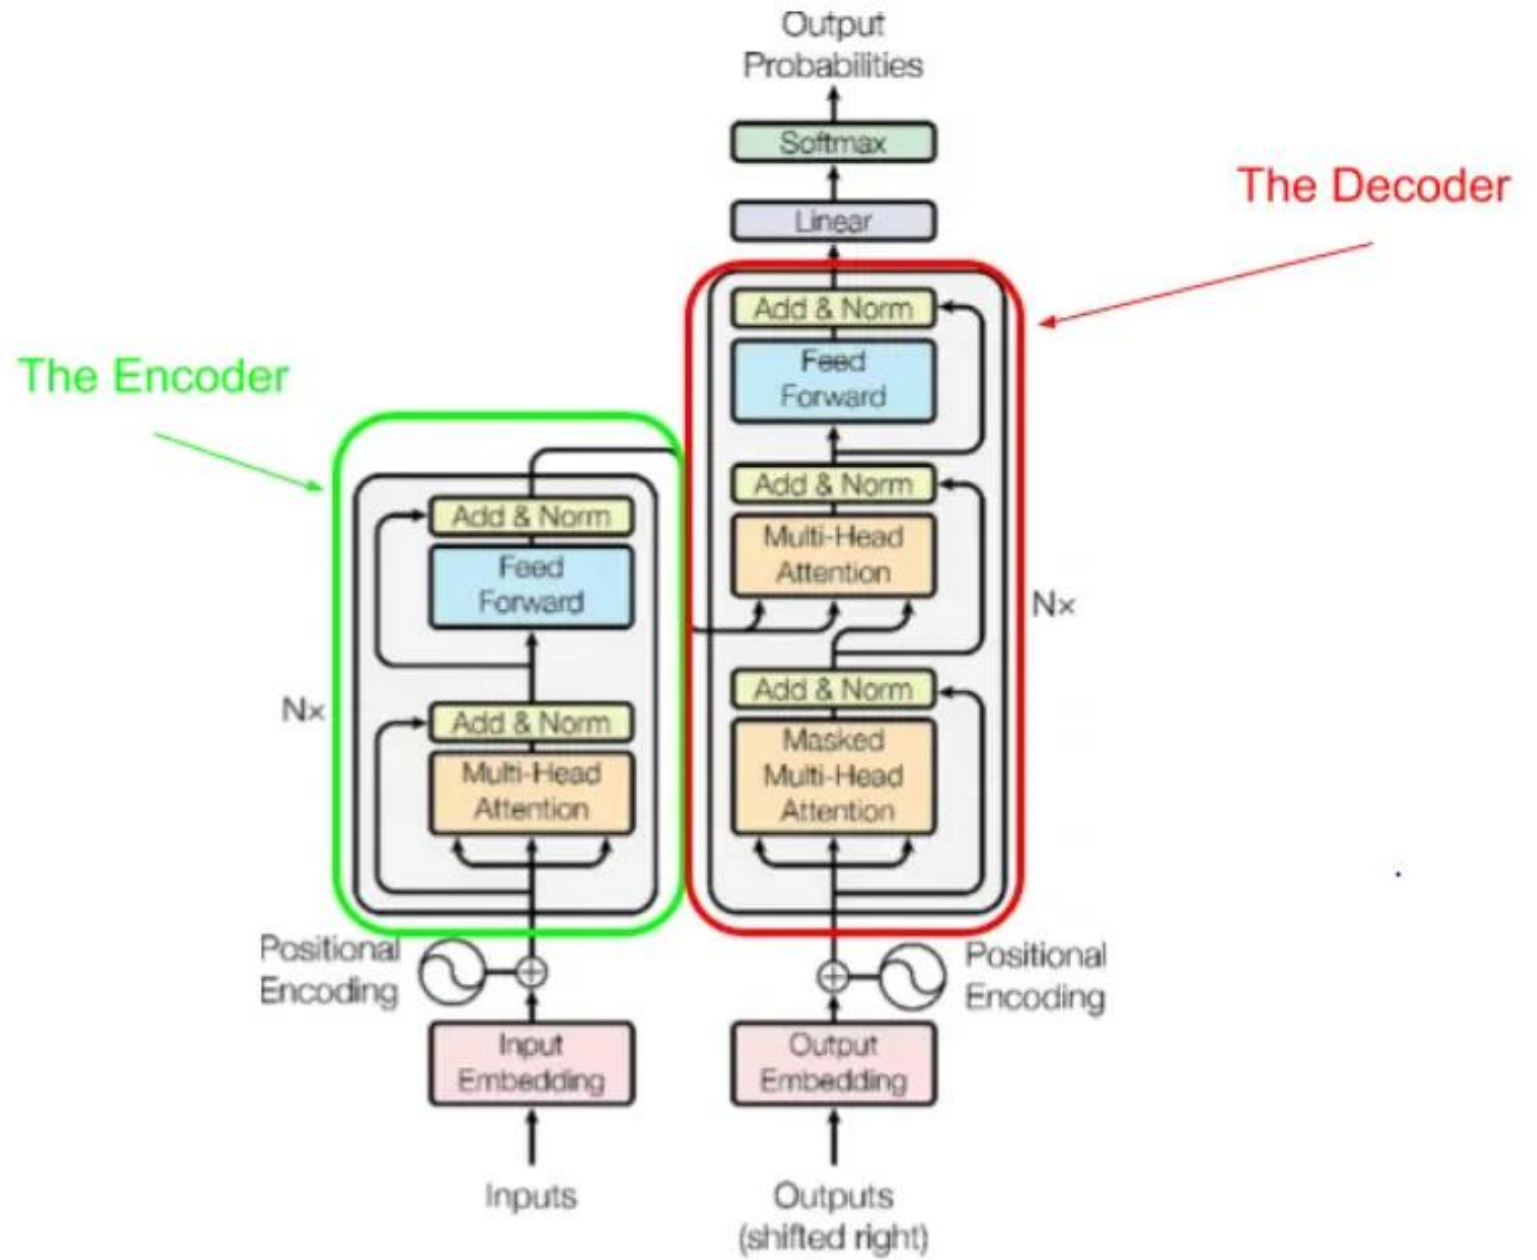 Output
Probabilities
Softmax
Linear
The Decoder
Add & Norm
Feed
Forward
The Encoder
Add & Norm
Multi-Head
Attention
Nx
Add & Norm
Masked
Multi-Head
Attention
Add & Norm
Feed
Forward
Nx
Add & Norm
Multi-Head
Attention
Positional
Encoding
Positional
Encoding
Input
Embedding
Output
Embedding
Inputs
Outputs
(shifted right)